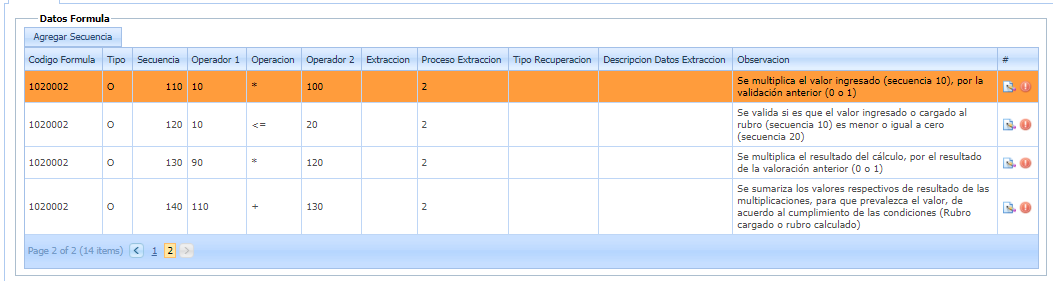 Datos Formula
Agregar Secuencia
Codigo Formula Tipo Secuencia Operador 1 Operacion Operador 2 Extraccion Proceso Extraccion Tipo Recuperacion Descripcion Datos Extraccion Observacion #
1020002 O 110 10 * 100 2 Se multiplica el valor ingresado (secuencia 10), por la
validación anterior (0 o 1)
1020002 O 120 10 <= 20 2 Se valida si es que el valor ingresado o cargado al
rubro (secuencia 10) es menor o igual a cero
(secuencia 20)
1020002 O 130 90 * 120 2 Se multiplica el resultado del cálculo, por el resultado
de la valoración anterior (0 o 1)
1020002 O 140 110 + 130 2 Se sumariza los valores respectivos de resultado de las
multiplicaciones, para que prevalezca el valor, de
acuerdo al cumplimiento de las condiciones (Rubro
cargado o rubro calculado)
Page 2 of 2 (14 items) < 1 2 >